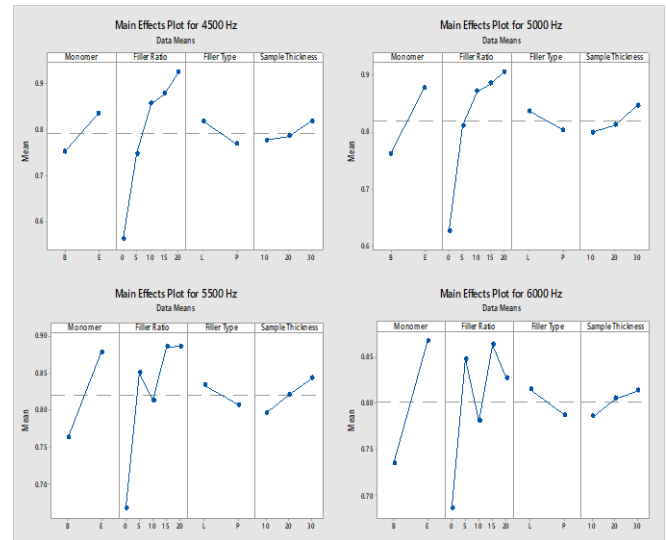 Main Effects Plot for 4500 Hz
Data Means
Monomer Filler Ratio Filler Type Sample Thickness
0.9
0.8
0.7
0.6
Mean
B E 0 5 10 15 20 L P 10 20 30
Main Effects Plot for 5000 Hz
Data Means
Monomer Filler Ratio Filler Type Sample Thickness
0.9
0.8
0.7
0.6
Mean
B E 0 5 10 15 20 L P 10 20 30
Main Effects Plot for 5500 Hz
Data Means
Monomer Filler Ratio Filler Type Sample Thickness
0.90
0.85
0.80
0.75
0.70
Mean
B E 0 5 10 15 20 L P 10 20 30
Main Effects Plot for 6000 Hz
Data Means
Monomer Filler Ratio Filler Type Sample Thickness
0.85
0.80
0.75
0.70
Mean
B E 0 5 10 15 20 L P 10 20 30